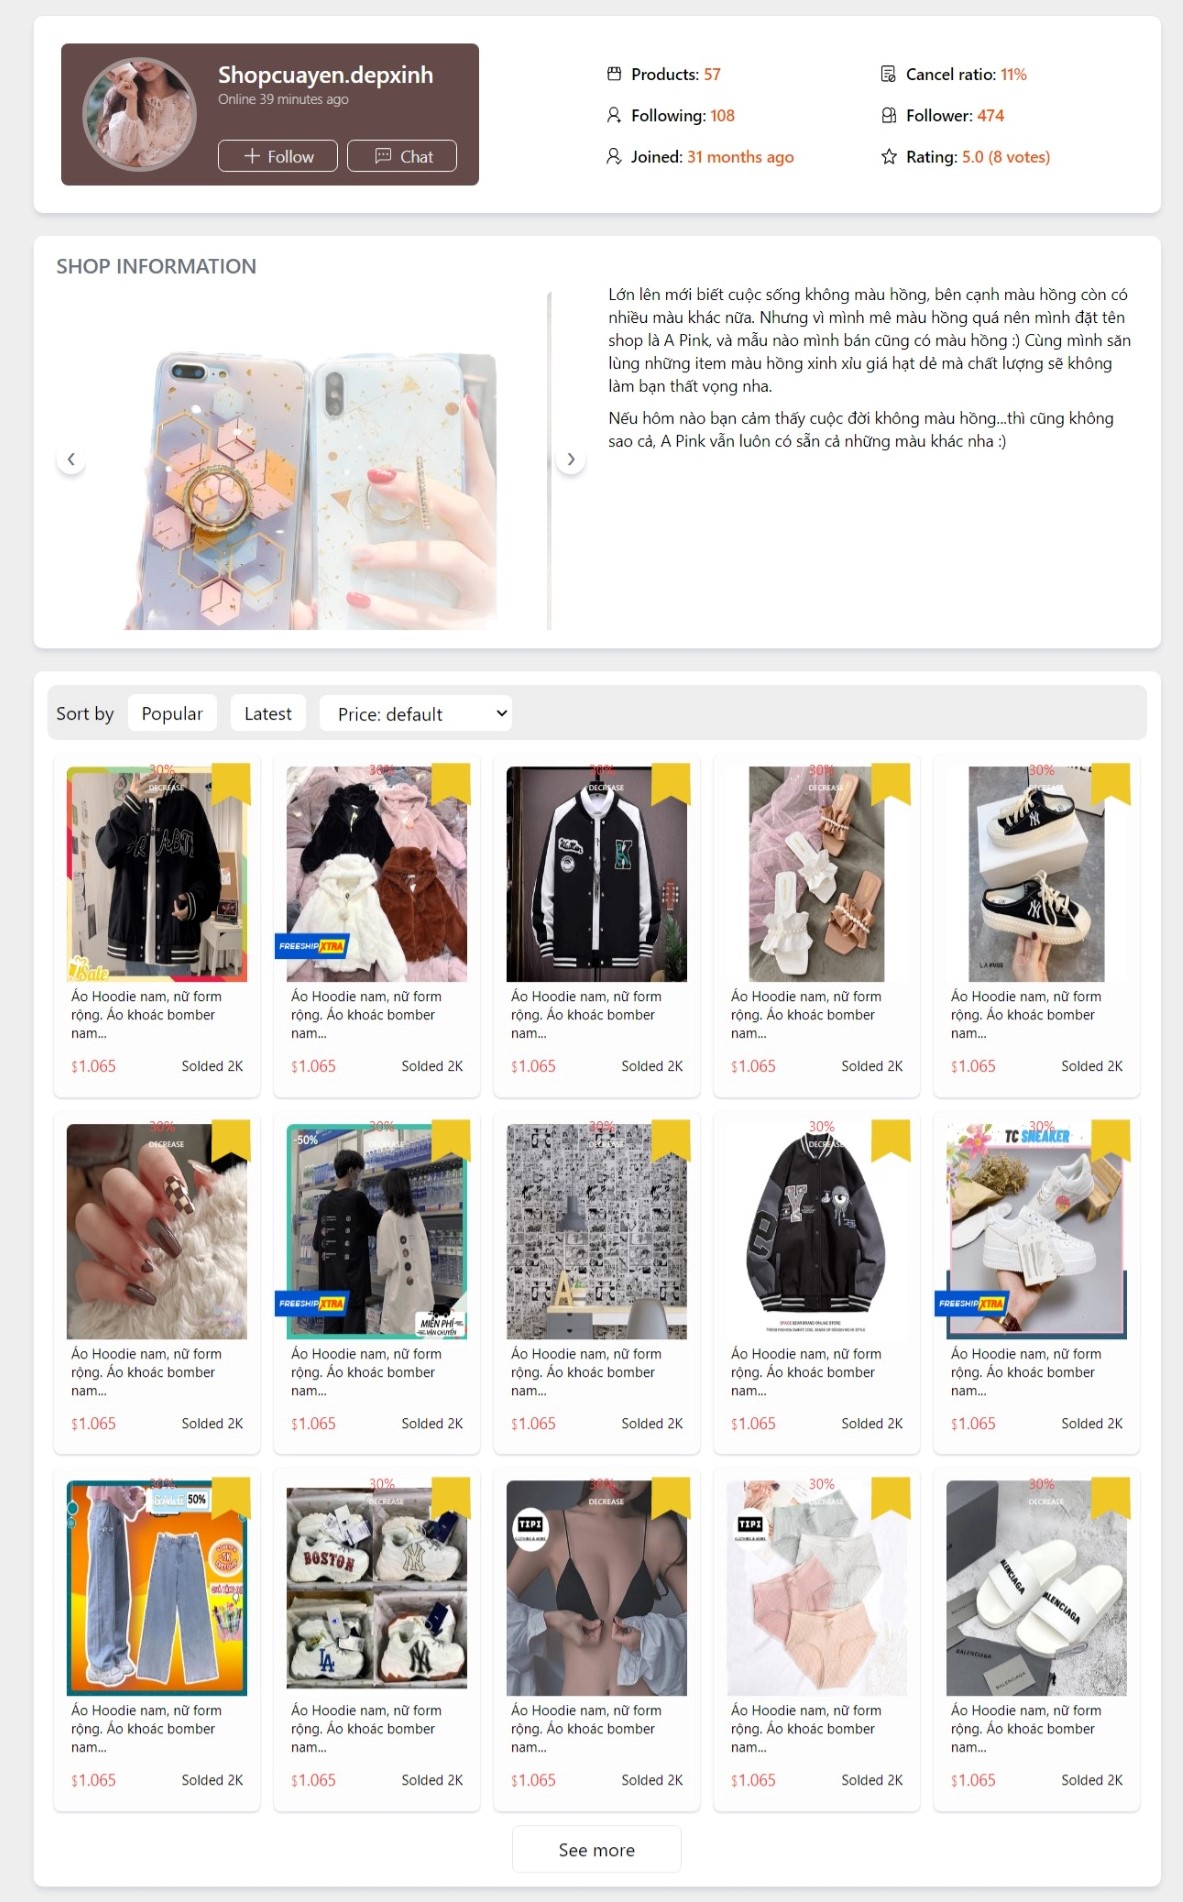 Shopcuayen.depxinh
Online 39 minutes ago
Follow
Chat
Products: 57
Cancel ratio: 11%
Following: 108
Follower: 474
Joined: 31 months ago
Rating: 5.0 (8 votes)
SHOP INFORMATION
Lớn lên mới biết cuộc sống không màu hồng, bên cạnh màu hồng còn có
nhiều màu khác nữa. Nhưng vì mình mê màu hồng quá nên mình đặt tên
shop là A Pink, và mẫu nào mình bán cũng có màu hồng :) Cùng mình săn
lùng những item màu hồng xinh xỉu giá hạt dẻ mà chất lượng sẽ không
làm bạn thất vọng nha.
Nếu hôm nào bạn cảm thấy cuộc đời không màu hồng...thì cũng không
sao cả, A Pink vẫn luôn có sẵn cả những màu khác nha :)
Sort by
Popular
Latest
Price: default
30%
DECREASE
Sale
Áo Hoodie nam, nữ form
rộng. Áo khoác bomber
nam...
$1.065
Solded 2K
30%
DECREASE
FREESHIP XTRA
Áo Hoodie nam, nữ form
rộng. Áo khoác bomber
nam...
$1.065
Solded 2K
30%
DECREASE
K
Áo Hoodie nam, nữ form
rộng. Áo khoác bomber
nam...
$1.065
Solded 2K
30%
DECREASE
Áo Hoodie nam, nữ form
rộng. Áo khoác bomber
nam...
$1.065
Solded 2K
30%
NY
NY
Áo Hoodie nam, nữ form
rộng. Áo khoác bomber
nam...
$1.065
Solded 2K
30%
DECREASE
Áo Hoodie nam, nữ form
rộng. Áo khoác bomber
nam...
$1.065
Solded 2K
-50%
30%
DECREASE
FREESHIP XTRA
MIỄN PHÍ
VẬN CHUYỂN
Áo Hoodie nam, nữ form
rộng. Áo khoác bomber
nam...
$1.065
Solded 2K
30%
DECREASE
A
Áo Hoodie nam, nữ form
rộng. Áo khoác bomber
nam...
$1.065
Solded 2K
30%
DECREASE
Áo Hoodie nam, nữ form
rộng. Áo khoác bomber
nam...
$1.065
Solded 2K
30%
TC SNEAKER
FREESHIP XTRA
Áo Hoodie nam, nữ form
rộng. Áo khoác bomber
nam...
$1.065
Solded 2K
30%
50%
Áo Hoodie nam, nữ form
rộng. Áo khoác bomber
nam...
$1.065
Solded 2K
30%
DECREASE
BOSTON
NY
LA
NY
Áo Hoodie nam, nữ form
rộng. Áo khoác bomber
nam...
$1.065
Solded 2K
30%
DECREASE
TIPI
Áo Hoodie nam, nữ form
rộng. Áo khoác bomber
nam...
$1.065
Solded 2K
30%
DECREASE
TIPI
Áo Hoodie nam, nữ form
rộng. Áo khoác bomber
nam...
$1.065
Solded 2K
30%
DECREASE
BALENCIAGA
BALENCIAGA
BALENCIAGA
BALENCIAGA
Áo Hoodie nam, nữ form
rộng. Áo khoác bomber
nam...
$1.065
Solded 2K
See more